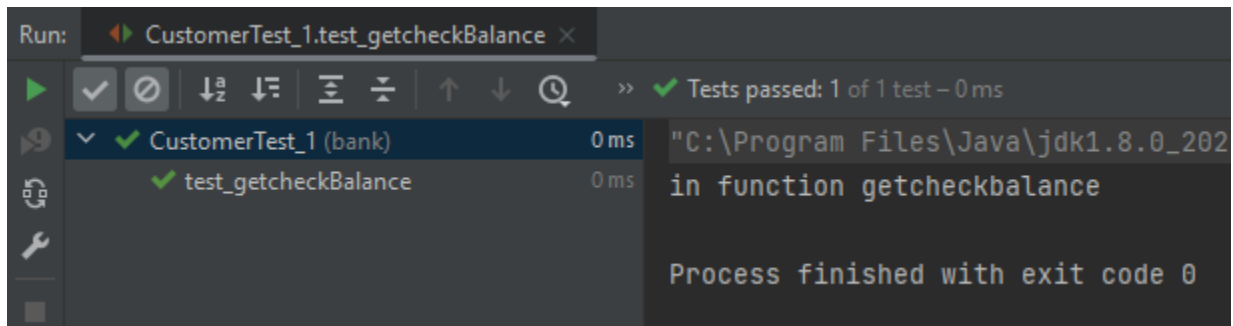 Run: CustomerTest_1.test_getcheckBalance ×
» Tests passed: 1 of 1 test – 0 ms
CustomerTest_1 (bank) 0 ms
test_getcheckBalance 0 ms
"C:\Program Files\Java\jdk1.8.0_202
in function getcheckbalance
Process finished with exit code 0